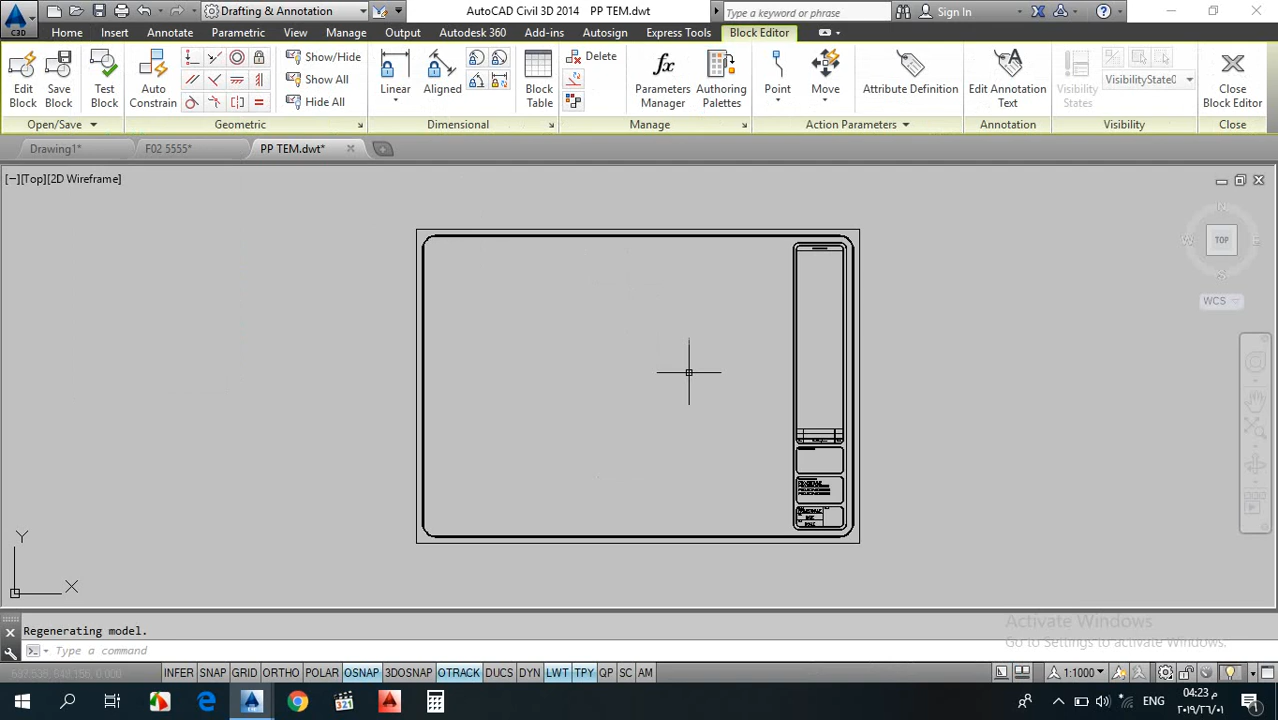 Drafting & Annotation
AutoCAD Civil 3D 2014 PP TEM.dwt
Type a keyword or phrase
Sign In
C3D
Home Insert Annotate Parametric View Manage Output Autodesk 360 Add-ins Autosign Express Tools Block Editor
Edit Block
Save Block
Test Block
Auto Constrain
Show/Hide
Show All
Hide All
Linear
Aligned
Block Table
Delete
Parameters Manager
Authoring Palettes
Point
Move
Attribute Definition
Edit Annotation Text
Visibility States
VisibilityState0
Close Block Editor
Open/Save Geometric Dimensional Manage Action Parameters Annotation Visibility Close
Drawing1* F02 5555* PP TEM.dwt*
[−][Top][2D Wireframe]
N
W TOP E
S
WCS
Y
X
Regenerating model.
Type a command
Activate Windows
Go to Settings to activate Windows.
INFER SNAP GRID ORTHO POLAR OSNAP 3DOSNAP OTRACK DUCS DYN LWT TPY QP SC AM
1:1000
321
ENG
04:23 م